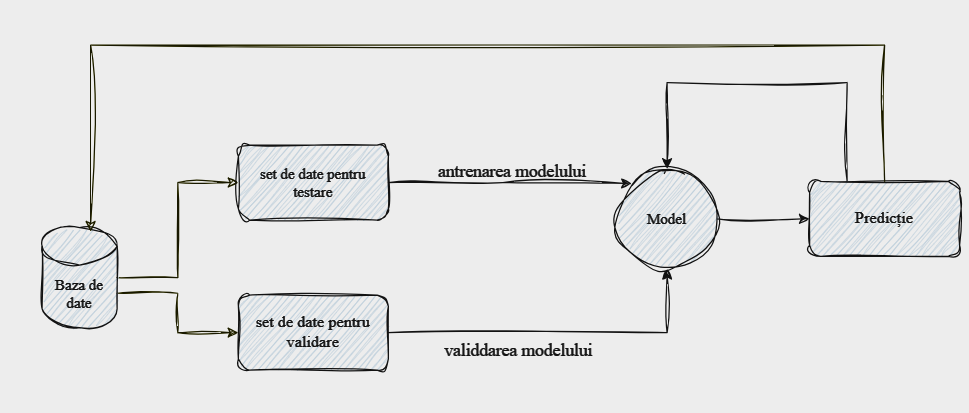 set de date pentru
testare
antrenarea modelului
Model
Predicție
Baza de
date
set de date pentru
validare
validdarea modelului